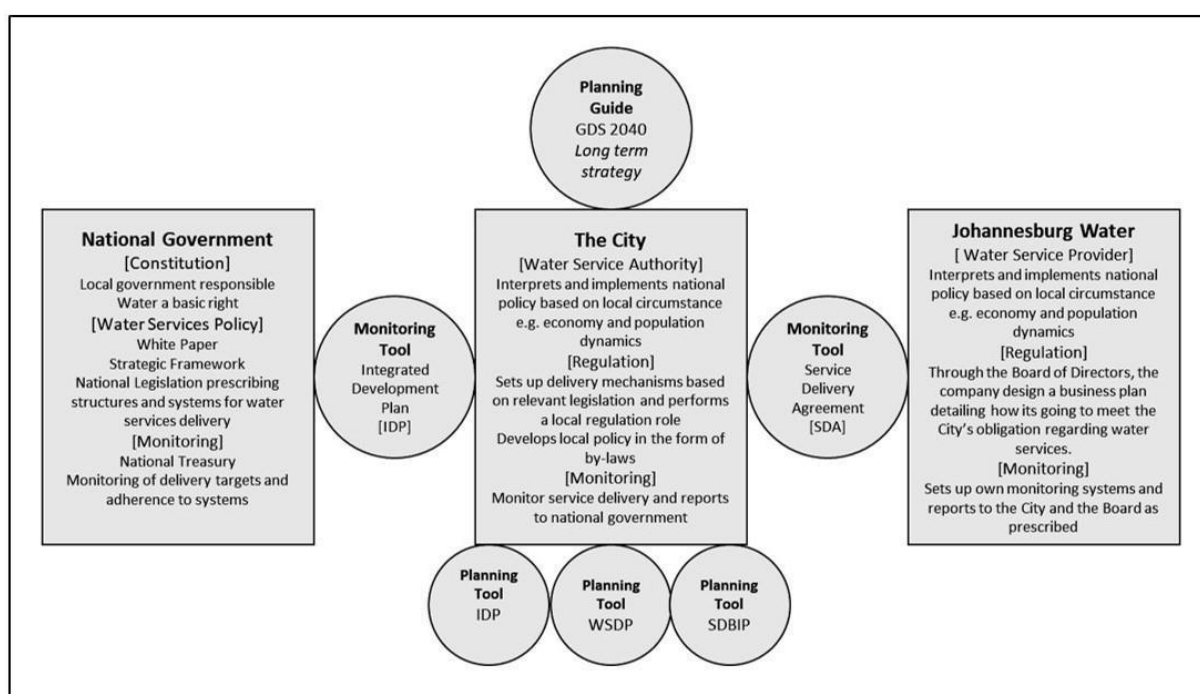 Planning
Guide
GDS 2040
Long term
strategy
National Government
[Constitution]
Local government responsible
Water a basic right
[Water Services Policy]
White Paper
Strategic Framework
National Legislation prescribing
structures and systems for water
services delivery
[Monitoring]
National Treasury
Monitoring of delivery targets and
adherence to systems
Monitoring
Tool
Integrated
Development
Plan
[IDP]
The City
[Water Service Authority]
Interprets and implements national
policy based on local circumstance
e.g. economy and population
dynamics
[Regulation]
Sets up delivery mechanisms based
on relevant legislation and performs
a local regulation role
Develops local policy in the form of
by-laws
[Monitoring]
Monitor service delivery and reports
to national government
Monitoring
Tool
Service
Delivery
Agreement
[SDA]
Johannesburg Water
[ Water Service Provider]
Interprets and implements national
policy based on local circumstance
e.g. economy and population
dynamics
[Regulation]
Through the Board of Directors, the
company design a business plan
detailing how its going to meet the
City's obligation regarding water
services.
[Monitoring]
Sets up own monitoring systems and
reports to the City and the Board as
prescribed
Planning
Tool
IDP
Planning
Tool
WSDP
Planning
Tool
SDBIP